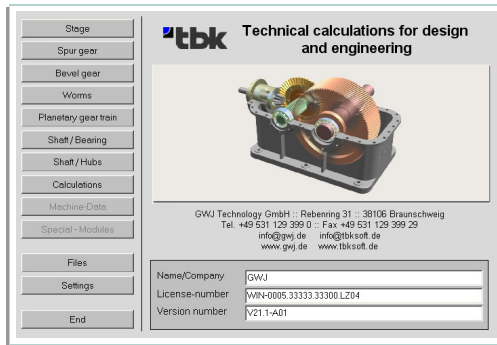 Stage
Spur gear
Bevel gear
Worms
Planetary gear train
Shaft / Bearing
Shaft / Hubs
Calculations
Machine-Data
Special - Modules
Files
Settings
End
tbk
Technical calculations for design
and engineering
GWJ Technology GmbH :: Rebenring 31 :: 38106 Braunschweig
Tel. +49 531 129 399 0 :: Fax +49 531 129 399 29
info@gwj.de info@tbksoft.de
www.gwj.de www.tbksoft.de
Name/Company GWJ
License-number WIN-0005.33333.33300.LZ04
Version number V21.1-A01